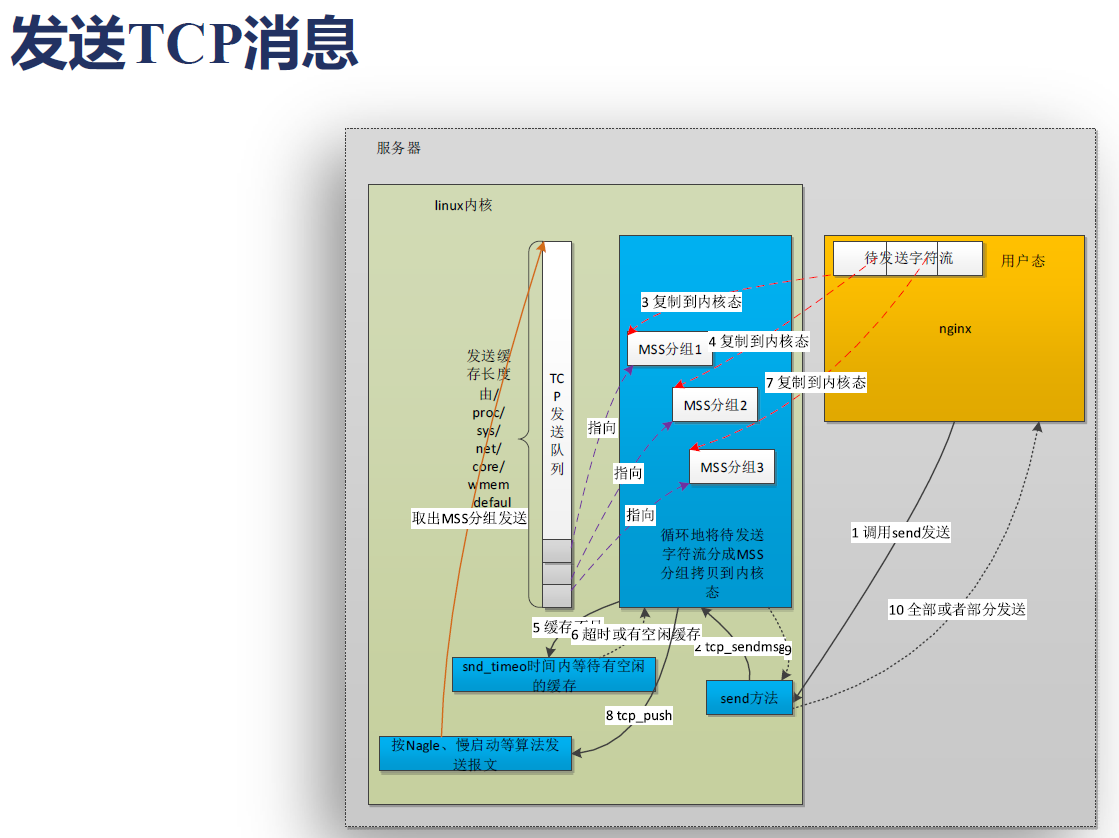 发送TCP消息
服务器
linux内核
待发送字符流
用户态
nginx
3 复制到内核态
4 复制到内核态
MSS分组1
7 复制到内核态
MSS分组2
MSS分组3
发送缓
存长度
由/
proc/
sys/
net/
core/
wmem
defaul
TC
P
发
送
队
列
指向
指向
指向
取出MSS分组发送
循环地将待发送
字符流分成MSS
分组拷贝到内核
态
1 调用send发送
10 全部或者部分发送
5 缓存
6 超时或有空闲缓存
2 tcp_sendmsg
9
snd_timeo时间内等待有空闲
的缓存
send方法
8 tcp_push
按Nagle、慢启动等算法发
送报文